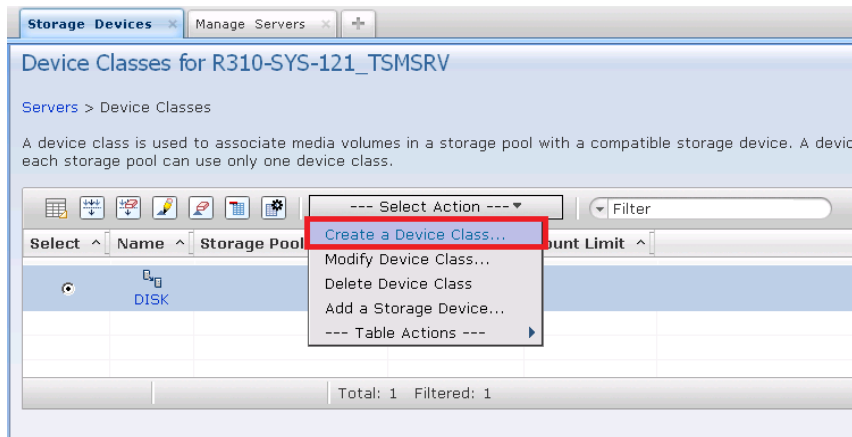 Storage Devices
Manage Servers
Device Classes for R310-SYS-121_TSMSRV
Servers > Device Classes
A device class is used to associate media volumes in a storage pool with a compatible storage device. A devic
each storage pool can use only one device class.
--- Select Action ---
Filter
Select Name Storage Pool ount Limit
Create a Device Class...
Modify Device Class...
Delete Device Class
Add a Storage Device...
--- Table Actions ---
DISK
Total: 1 Filtered: 1